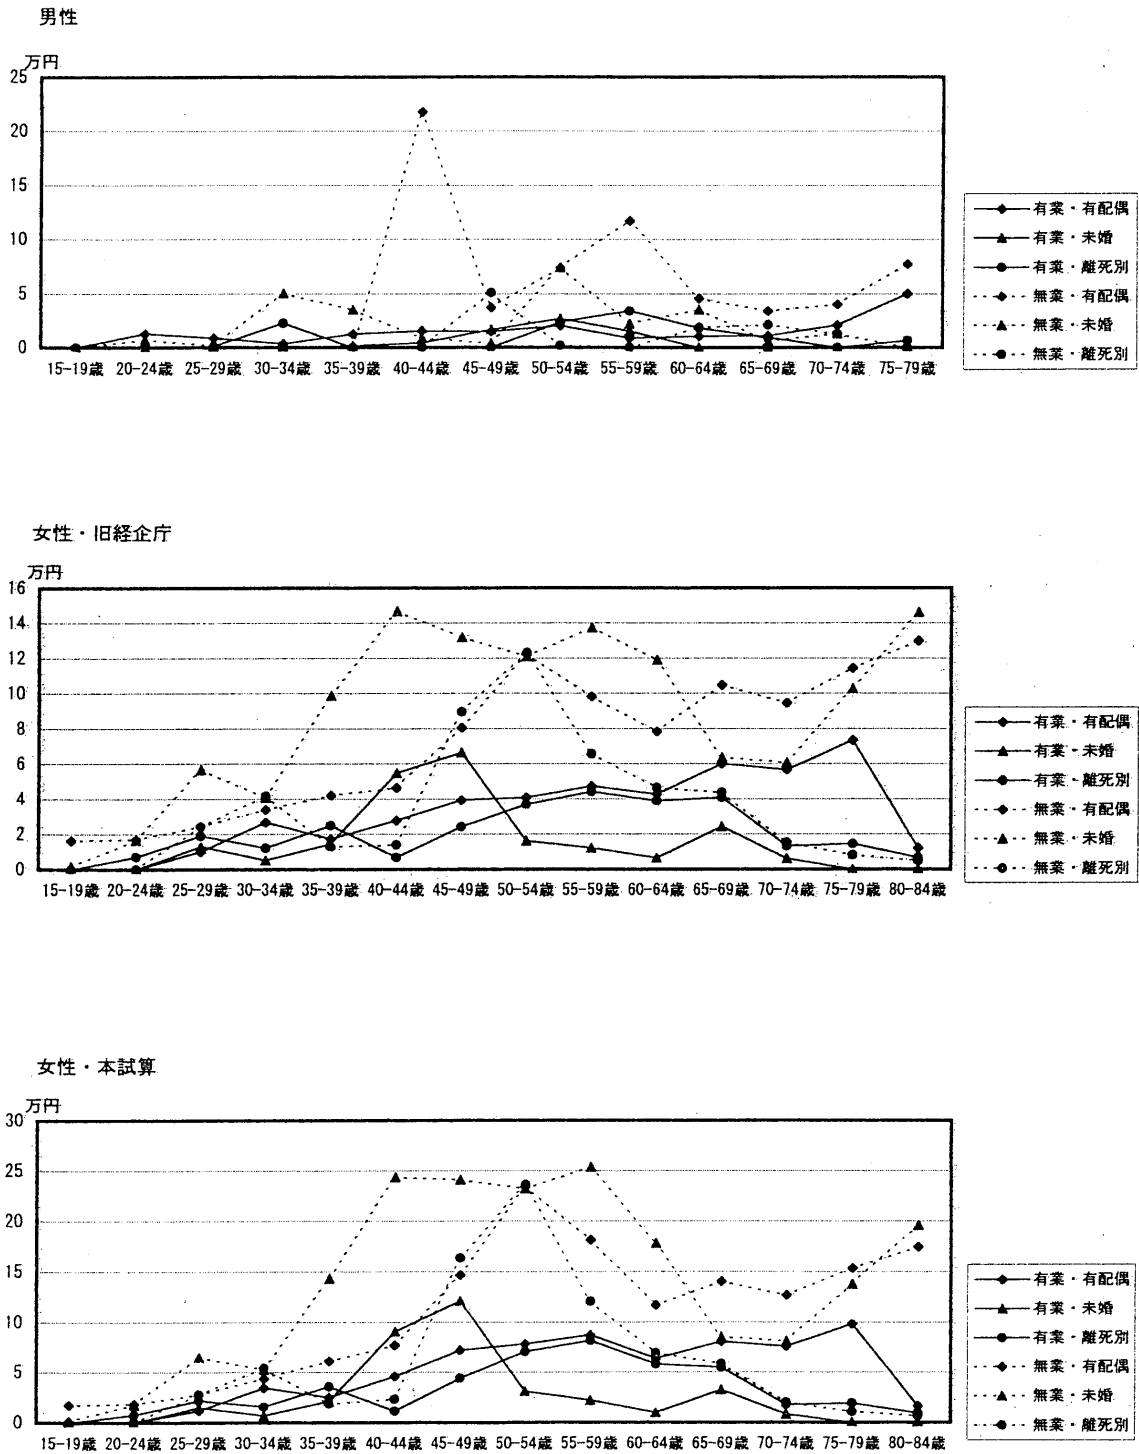 男性
万円
25
20
15
10
5
0
15-19歳 20-24歳 25-29歳 30-34歳 35-39歳 40-44歳 45-49歳 50-54歳 55-59歳 60-64歳 65-69歳 70-74歳 75-79歳
有業・有配偶
有業・未婚
有業・離死別
無業・有配偶
無業・未婚
無業・離死別
女性・旧経企庁
万円
16
14
12
10
8
6
4
2
0
15-19歳 20-24歳 25-29歳 30-34歳 35-39歳 40-44歳 45-49歳 50-54歳 55-59歳 60-64歳 65-69歳 70-74歳 75-79歳 80-84歳
有業・有配偶
有業・未婚
有業・離死別
無業・有配偶
無業・未婚
無業・離死別
女性・本試算
万円
30
25
20
15
10
5
0
15-19歳 20-24歳 25-29歳 30-34歳 35-39歳 40-44歳 45-49歳 50-54歳 55-59歳 60-64歳 65-69歳 70-74歳 75-79歳 80-84歳
有業・有配偶
有業・未婚
有業・離死別
無業・有配偶
無業・未婚
無業・離死別